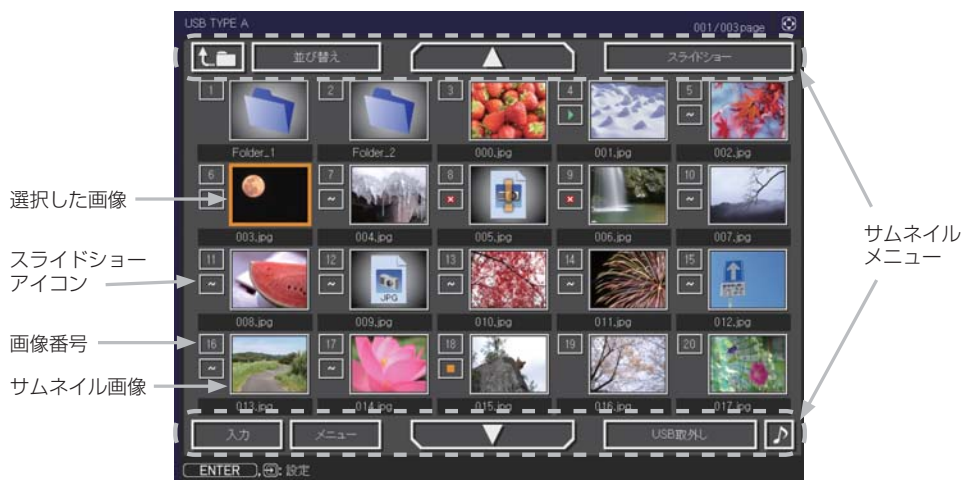 USB TYPE A
001/003page
並び替え
スライドショー
1
2
3
4
5
Folder_1
Folder_2
000.jpg
001.jpg
002.jpg
6
7
8
9
10
選択した画像
003.jpg
004.jpg
005.jpg
006.jpg
007.jpg
サムネイル
メニュー
スライドショー
アイコン
11
12
13
14
15
JPG
008.jpg
009.jpg
010.jpg
011.jpg
012.jpg
画像番号
16
17
18
19
20
サムネイル画像
013.jpg
014.jpg
015.jpg
016.jpg
017.jpg
入力
メニュー
USB取外し
ENTER , : 設定